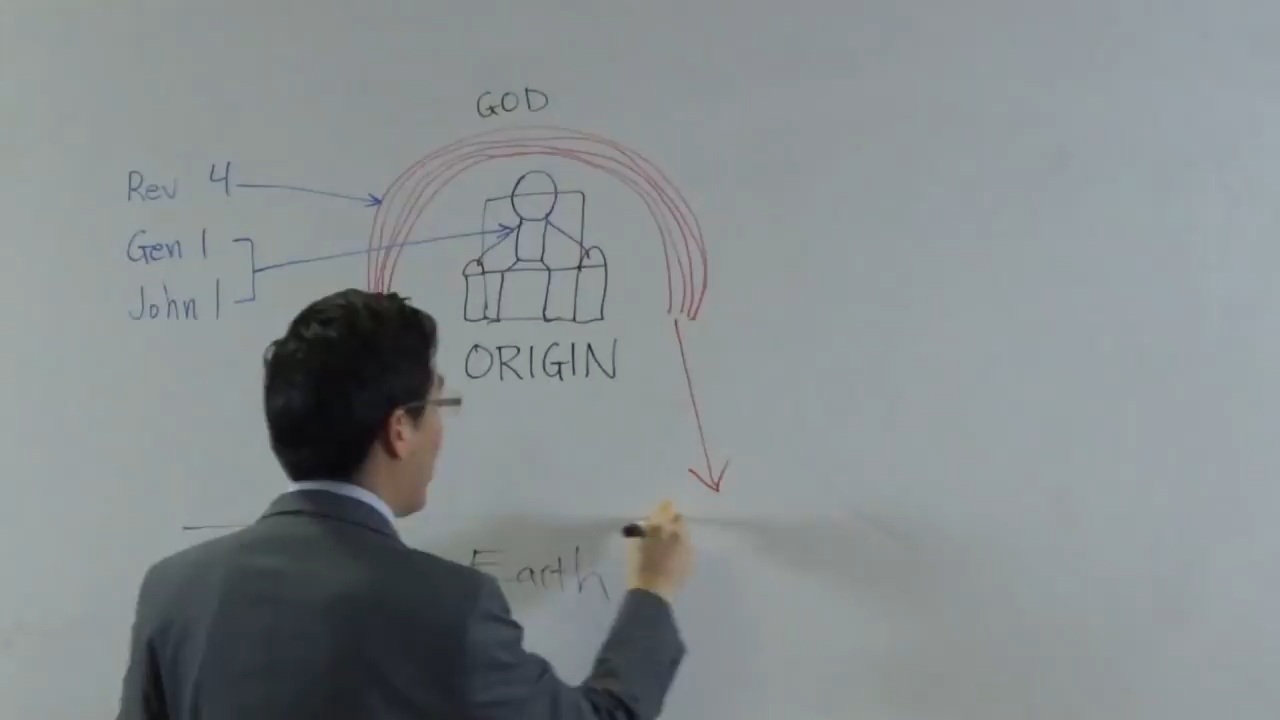 GOD
Rev 4
Gen 1
John 1
ORIGIN
Earth